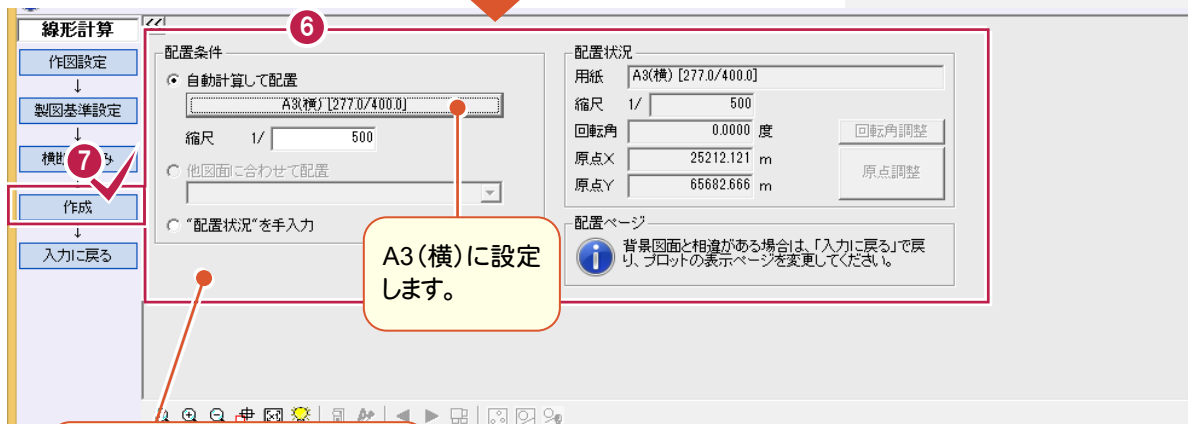 線形計算
作図設定
↓
製図基準設定
↓
7
作成
↓
入力に戻る
<<
6
配置条件
自動計算して配置
A3(横) [277.0/400.0]
縮尺 1/ 500
他図面に合わせて配置
"配置状況"を手入力
A3(横)に設定
します。
配置状況
用紙 A3(横) [277.0/400.0]
縮尺 1/ 500
回転角 0.0000 度 回転角調整
原点X 25212.121 m
原点調整
原点Y 65682.666 m
配置ページ
背景図面と相違がある場合は、「入力に戻る」で戻
り、プロットの表示ページを変更してください。